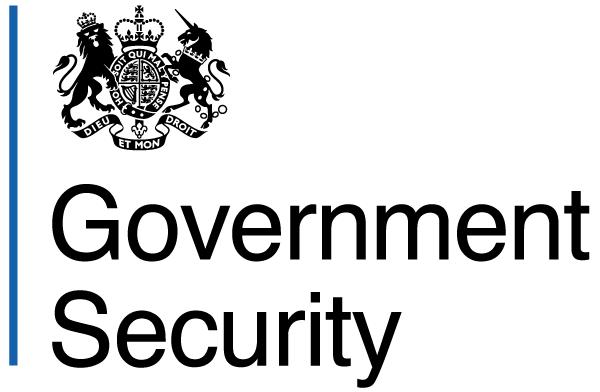 HONI SOIT QUI MAL Y PENSE
DIEU ET MON DROIT
Government
Security